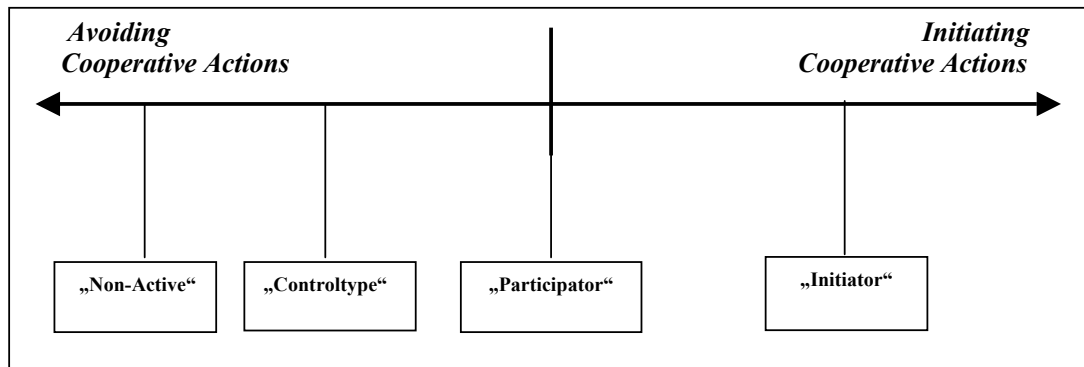 Avoiding
Cooperative Actions
Initiating
Cooperative Actions
„Non-Active“
„Controltype“
„Participator“
„Initiator“